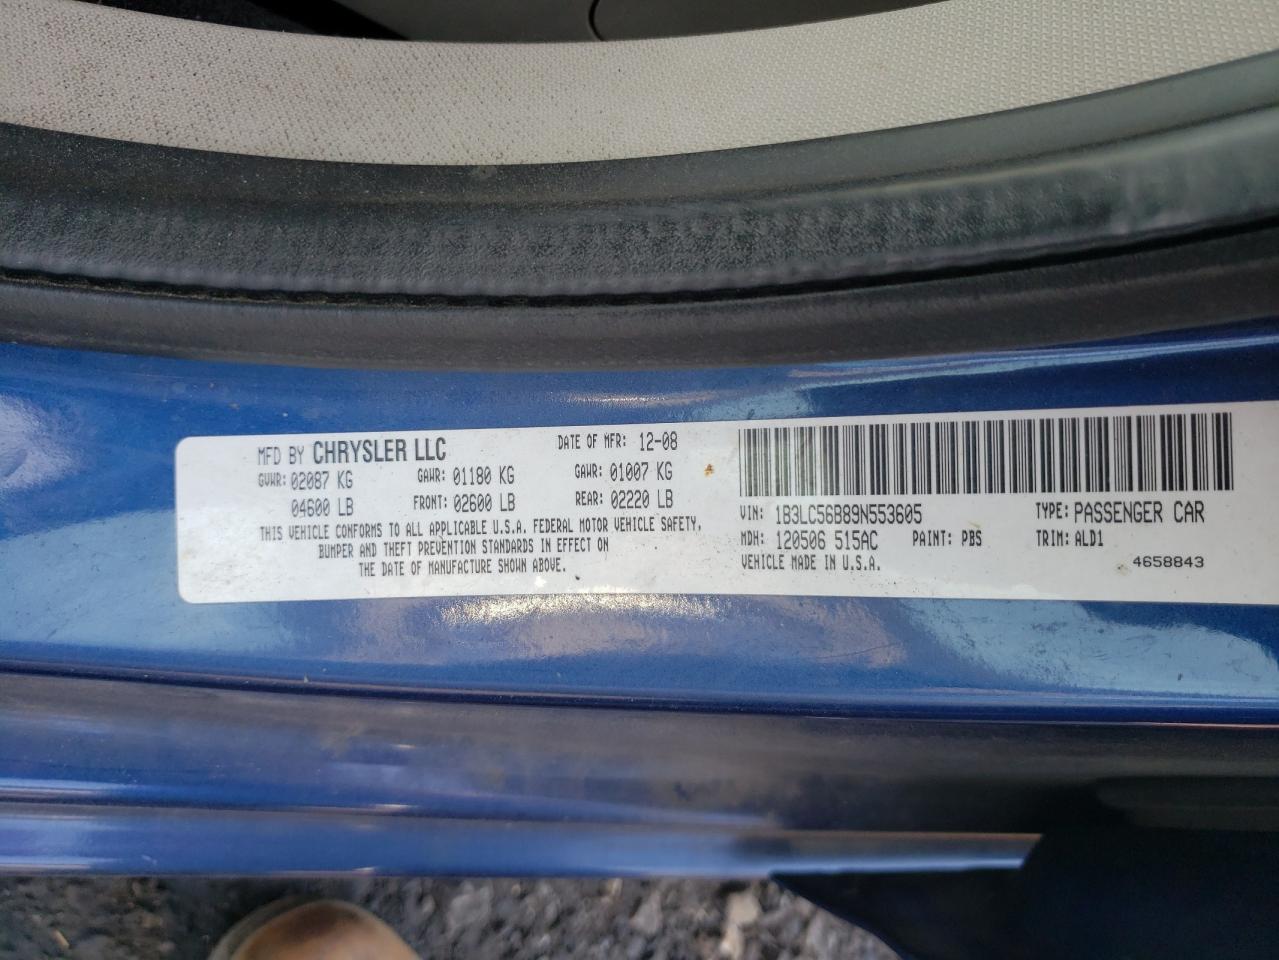 MFD BY CHRYSLER LLC DATE OF MFR: 12-08
GVWR: 02087 KG GAWR: 01180 KG GAWR: 01007 KG
04600 LB FRONT: 02600 LB REAR: 02220 LB
THIS VEHICLE CONFORMS TO ALL APPLICABLE U.S.A. FEDERAL MOTOR VEHICLE SAFETY,
BUMPER AND THEFT PREVENTION STANDARDS IN EFFECT ON
THE DATE OF MANUFACTURE SHOWN ABOVE.
VIN: 1B3LC56B89N553605 TYPE: PASSENGER CAR
MDH: 120506 515AC PAINT: PBS TRIM: ALD1
VEHICLE MADE IN U.S.A. 4658843